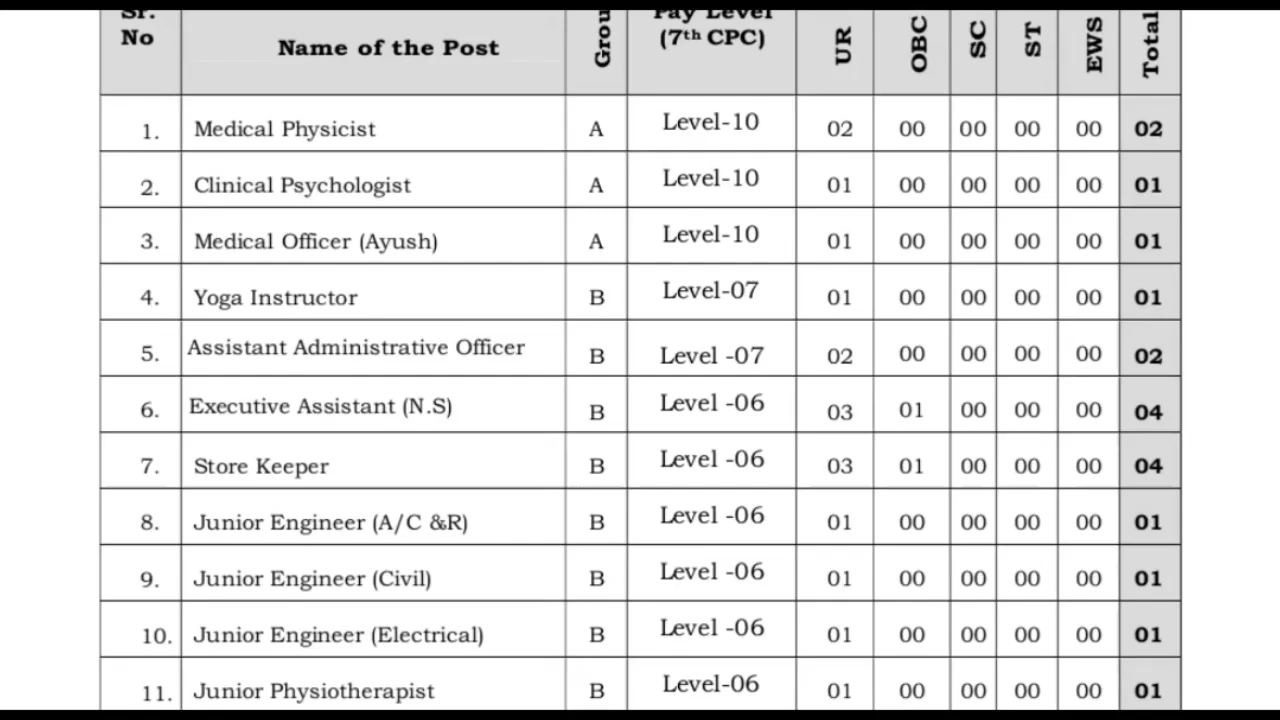 Sr. No | Name of the Post | Grou | Pay Level (7th CPC) | UR | OBC | SC | ST | EWS | Total
1. | Medical Physicist | A | Level-10 | 02 | 00 | 00 | 00 | 00 | 02
2. | Clinical Psychologist | A | Level-10 | 01 | 00 | 00 | 00 | 00 | 01
3. | Medical Officer (Ayush) | A | Level-10 | 01 | 00 | 00 | 00 | 00 | 01
4. | Yoga Instructor | B | Level-07 | 01 | 00 | 00 | 00 | 00 | 01
5. | Assistant Administrative Officer | B | Level -07 | 02 | 00 | 00 | 00 | 00 | 02
6. | Executive Assistant (N.S) | B | Level -06 | 03 | 01 | 00 | 00 | 00 | 04
7. | Store Keeper | B | Level -06 | 03 | 01 | 00 | 00 | 00 | 04
8. | Junior Engineer (A/C &R) | B | Level -06 | 01 | 00 | 00 | 00 | 00 | 01
9. | Junior Engineer (Civil) | B | Level -06 | 01 | 00 | 00 | 00 | 00 | 01
10. | Junior Engineer (Electrical) | B | Level -06 | 01 | 00 | 00 | 00 | 00 | 01
11. | Junior Physiotherapist | B | Level-06 | 01 | 00 | 00 | 00 | 00 | 01